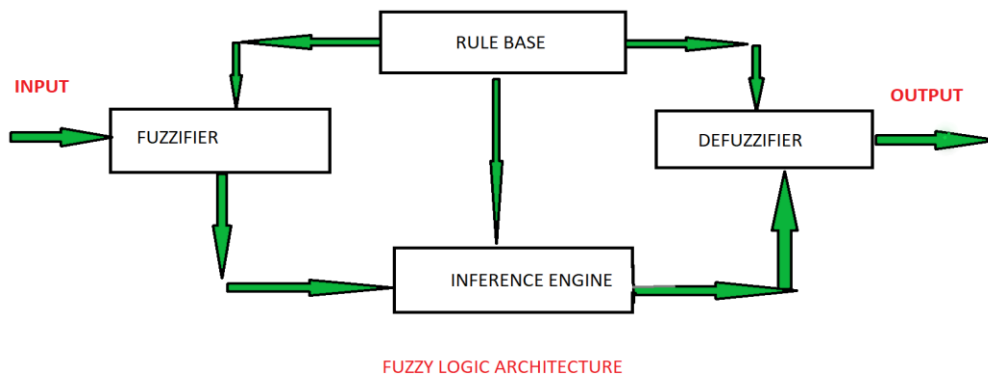 RULE BASE
INPUT
OUTPUT
FUZZIFIER
DEFUZZIFIER
INFERENCE ENGINE
FUZZY LOGIC ARCHITECTURE